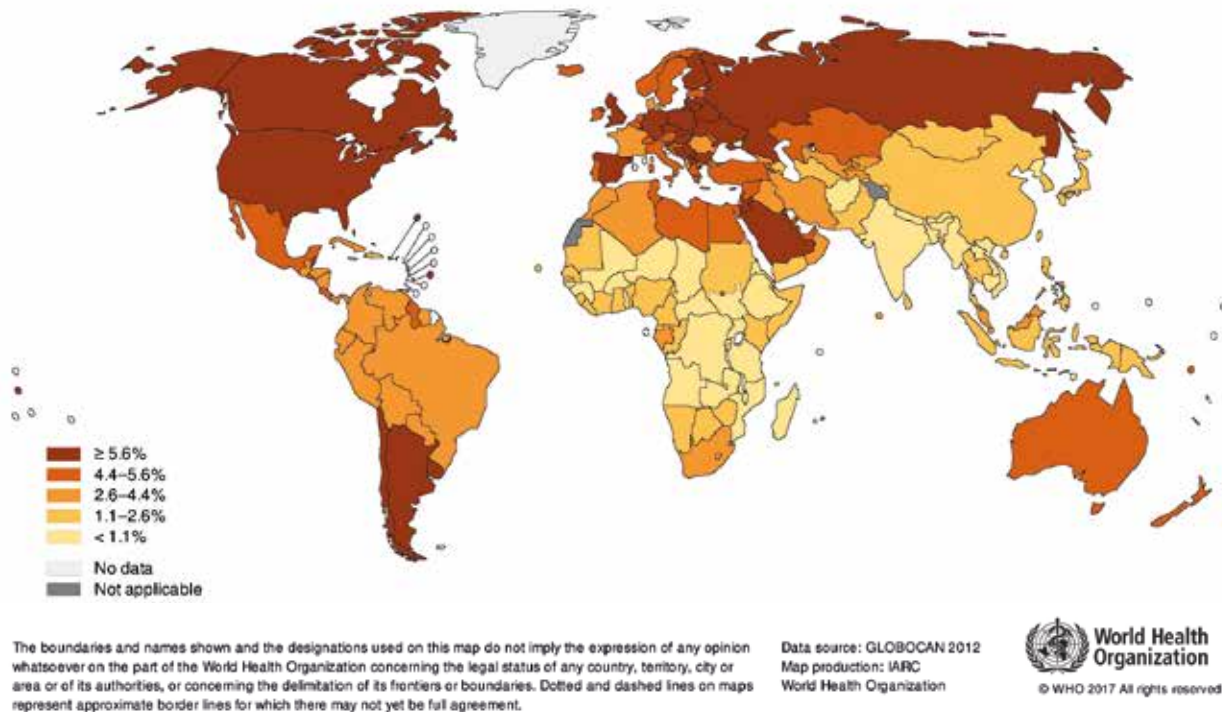 ≥ 5.6%
4.4–5.6%
2.6–4.4%
1.1–2.6%
< 1.1%
No data
Not applicable
The boundaries and names shown and the designations used on this map do not imply the expression of any opinion
whatsoever on the part of the World Health Organization concerning the legal status of any country, territory, city or
area or of its authorities, or concerning the delimitation of its frontiers or boundaries. Dotted and dashed lines on maps
represent approximate border lines for which there may not yet be full agreement.
Data source: GLOBOCAN 2012
Map production: IARC
World Health Organization
World Health
Organization
© WHO 2017 All rights reserved